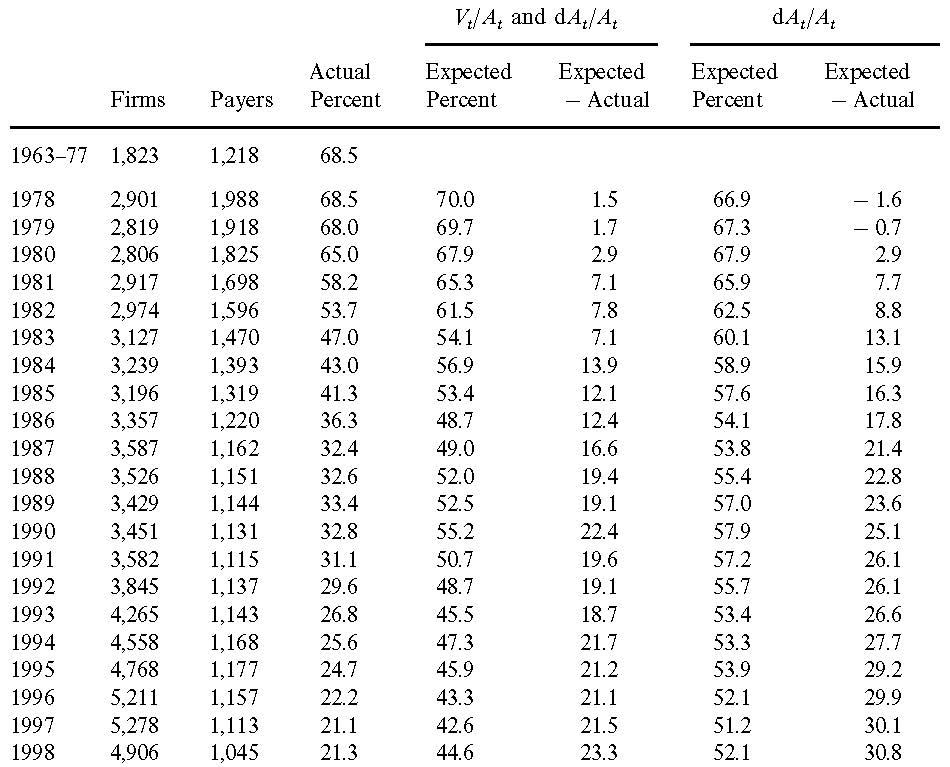 Vt/At and dAt/At dAt/At
Actual Expected Expected Expected Expected
Firms Payers Percent Percent − Actual Percent − Actual
1963–77 1,823 1,218 68.5
1978 2,901 1,988 68.5 70.0 1.5 66.9 − 1.6
1979 2,819 1,918 68.0 69.7 1.7 67.3 − 0.7
1980 2,806 1,825 65.0 67.9 2.9 67.9 2.9
1981 2,917 1,698 58.2 65.3 7.1 65.9 7.7
1982 2,974 1,596 53.7 61.5 7.8 62.5 8.8
1983 3,127 1,470 47.0 54.1 7.1 60.1 13.1
1984 3,239 1,393 43.0 56.9 13.9 58.9 15.9
1985 3,196 1,319 41.3 53.4 12.1 57.6 16.3
1986 3,357 1,220 36.3 48.7 12.4 54.1 17.8
1987 3,587 1,162 32.4 49.0 16.6 53.8 21.4
1988 3,526 1,151 32.6 52.0 19.4 55.4 22.8
1989 3,429 1,144 33.4 52.5 19.1 57.0 23.6
1990 3,451 1,131 32.8 55.2 22.4 57.9 25.1
1991 3,582 1,115 31.1 50.7 19.6 57.2 26.1
1992 3,845 1,137 29.6 48.7 19.1 55.7 26.1
1993 4,265 1,143 26.8 45.5 18.7 53.4 26.6
1994 4,558 1,168 25.6 47.3 21.7 53.3 27.7
1995 4,768 1,177 24.7 45.9 21.2 53.9 29.2
1996 5,211 1,157 22.2 43.3 21.1 52.1 29.9
1997 5,278 1,113 21.1 42.6 21.5 51.2 30.1
1998 4,906 1,045 21.3 44.6 23.3 52.1 30.8